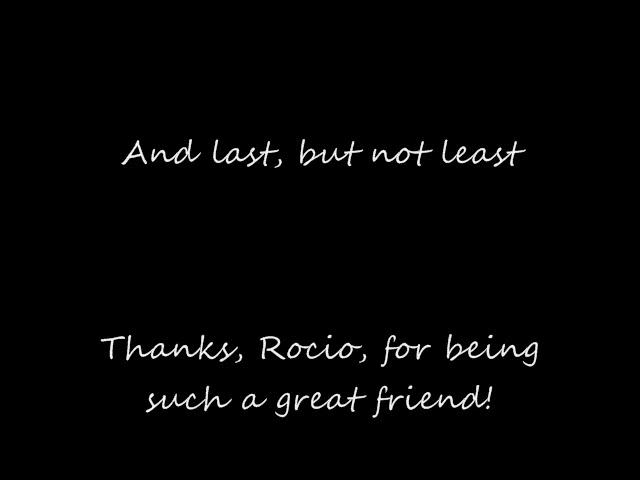 And last, but not least
Thanks, Rocio, for being
such a great friend!